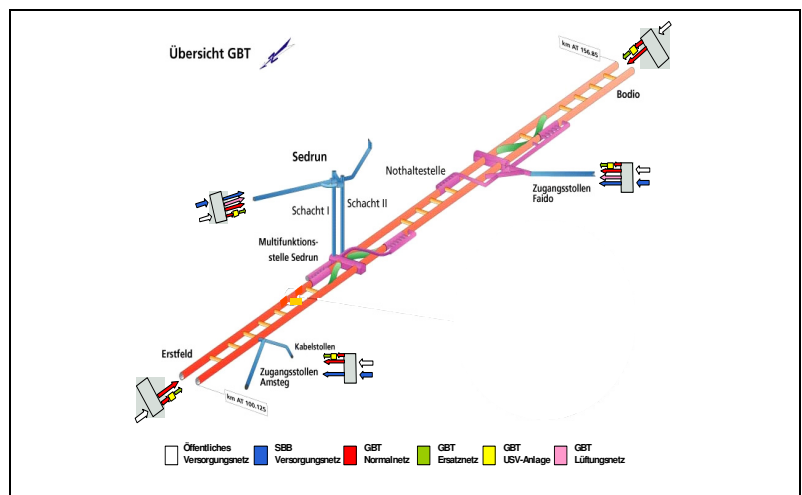 Übersicht GBT
km AT 156.85
Bodio
Sedrun
Nothaltestelle
Zugangsstollen
Faido
Schacht I
Schacht II
Multifunktions-
stelle Sedrun
Erstfeld
Kabelstollen
Zugangsstollen
Amsteg
km AT 100.125
Öffentliches
Versorgungsnetz
SBB
Versorgungsnetz
GBT
Normalnetz
GBT
Ersatznetz
GBT
USV-Anlage
GBT
Lüftungsnetz